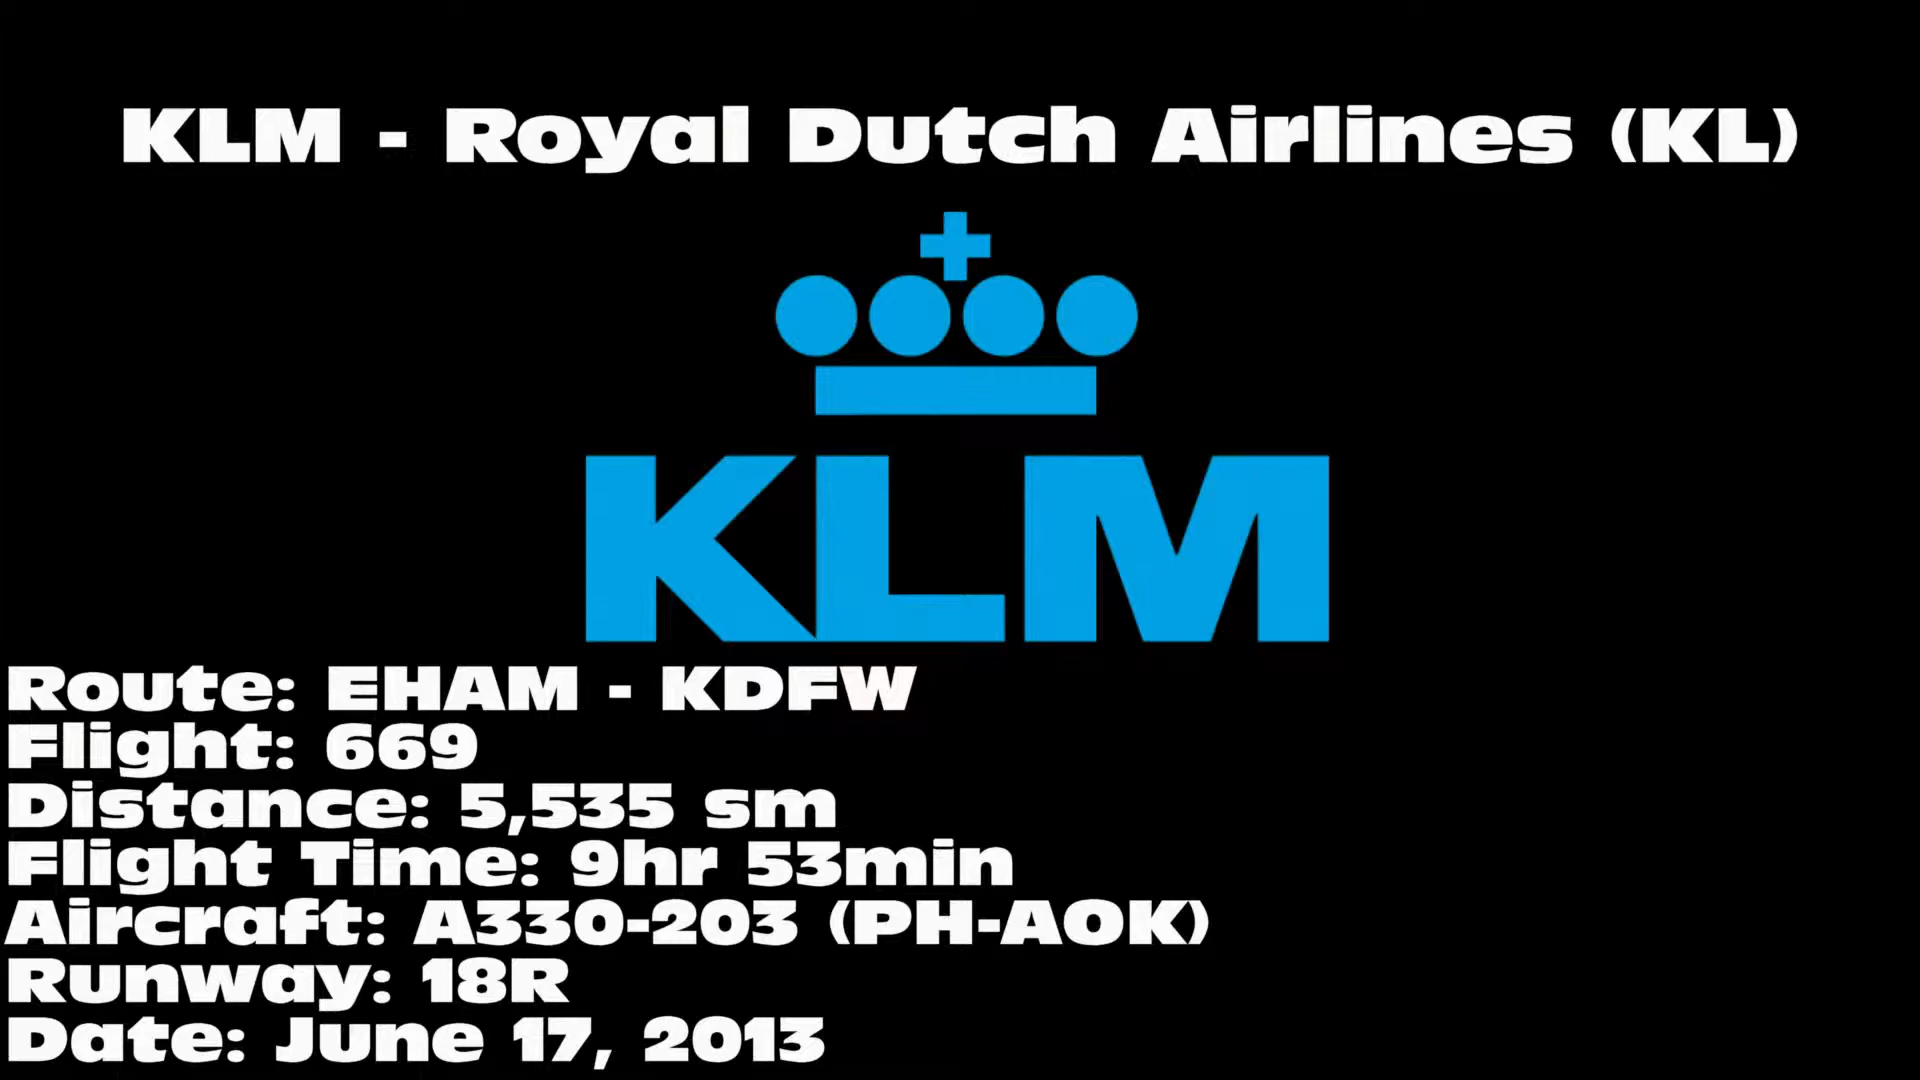 KLM - Royal Dutch Airlines (KL)
KLM
Route: EHAM - KDFW
Flight: 669
Distance: 5,535 sm
Flight Time: 9hr 53min
Aircraft: A330-203 (PH-AOK)
Runway: 18R
Date: June 17, 2013